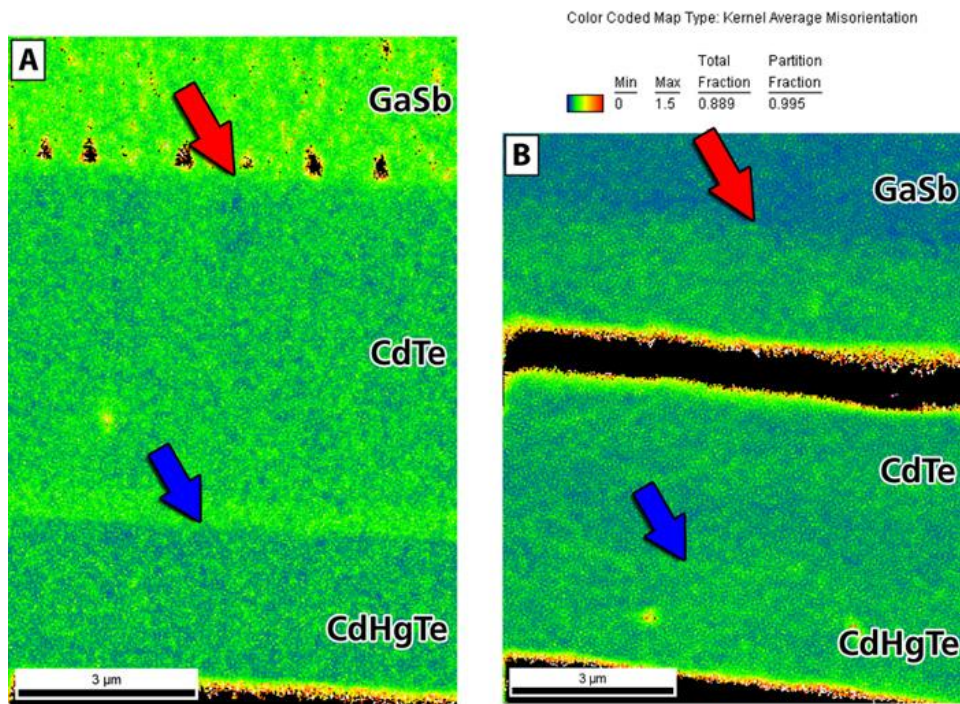 Color Coded Map Type: Kernel Average Misorientation
Total Partition
Min Max Fraction Fraction
0 1.5 0.889 0.995
A
GaSb
CdTe
CdHgTe
3 µm
B
GaSb
CdTe
CdHgTe
3 µm